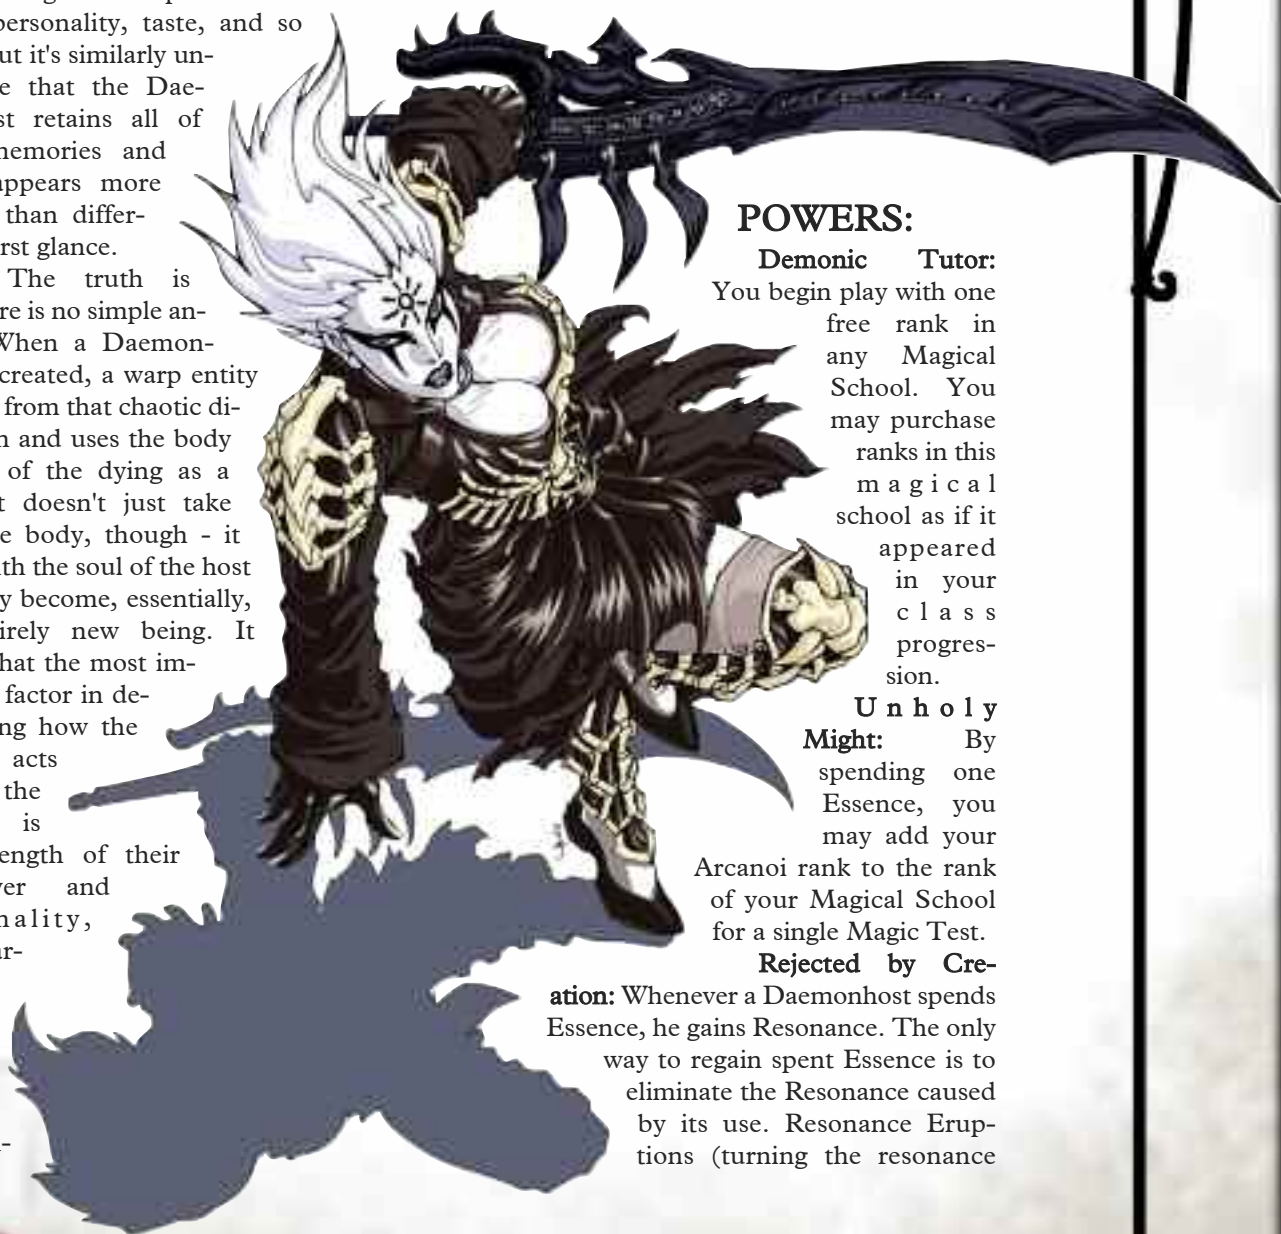 personality, taste, and so
ut it's similarly un-
e that the Dae-
st retains all of
emories and
appears more
than differ-
rst glance.
The truth is
re is no simple an-
When a Daemon-
created, a warp entity
from that chaotic di-
n and uses the body
of the dying as a
t doesn't just take
e body, though - it
ith the soul of the host
y become, essentially,
irely new being. It
hat the most im-
factor in de-
ng how the
acts
the
is
ength of their
er and
nality,
ar-
POWERS:
Demonic Tutor:
You begin play with one
free rank in
any Magical
School. You
may purchase
ranks in this
magical
school as if it
appeared
in your
class
progres-
sion.
Unholy
Might: By
spending one
Essence, you
may add your
Arcanoi rank to the rank
of your Magical School
for a single Magic Test.
Rejected by Cre-
ation: Whenever a Daemonhost spends
Essence, he gains Resonance. The only
way to regain spent Essence is to
eliminate the Resonance caused
by its use. Resonance Erup-
tions (turning the resonance